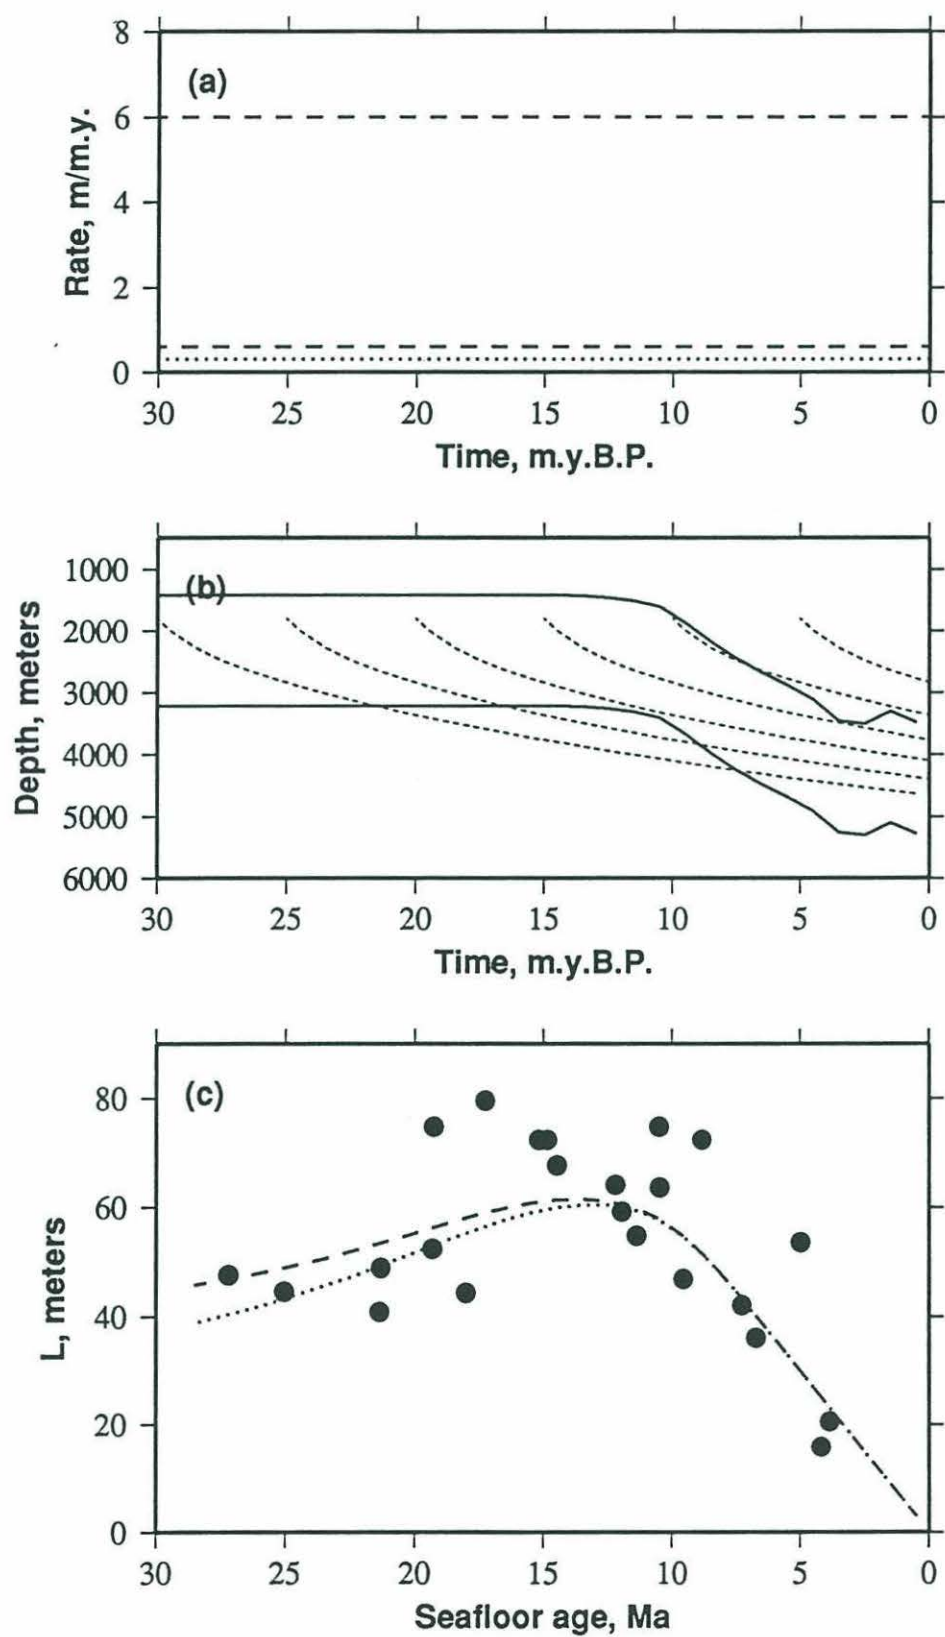 8
(a)
6
Rate, m/m.y.
4
2
0
30 25 20 15 10 5 0
Time, m.y.B.P.
1000
(b)
2000
Depth, meters
3000
4000
5000
6000
30 25 20 15 10 5 0
Time, m.y.B.P.
(c)
80
60
L, meters
40
20
0
30 25 20 15 10 5 0
Seafloor age, Ma